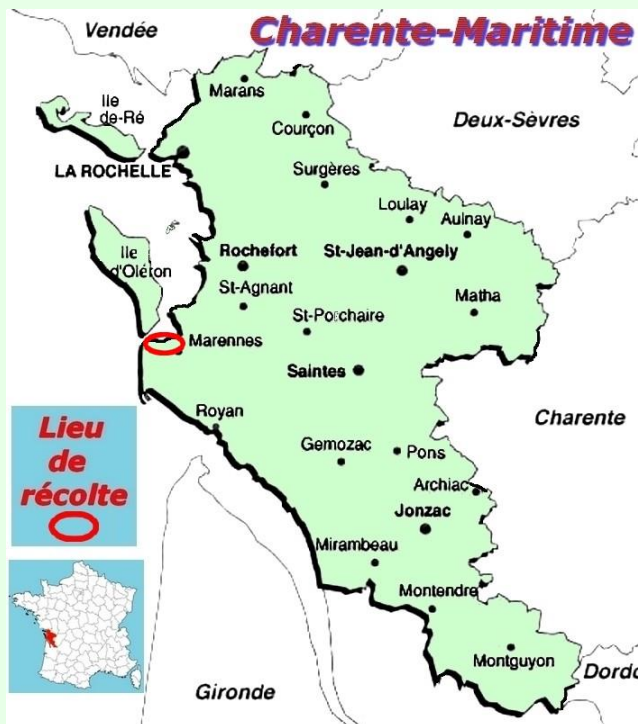 Charente-Maritime
Vendée
Marans
Ile
de-Ré
Courçon
Deux-Sèvres
LA ROCHELLE
Surgères
Loulay
Aulnay
Ile
d'Oléron
Rochefort
St-Jean-d'Angely
St-Agnant
St-Porchaire
Matha
Marennes
Saintes
Lieu
de
récolte
Royan
Charente
Gemozac
Pons
Archiac
Jonzac
Mirambeau
Montendre
Montguyon
Gironde
Dordo